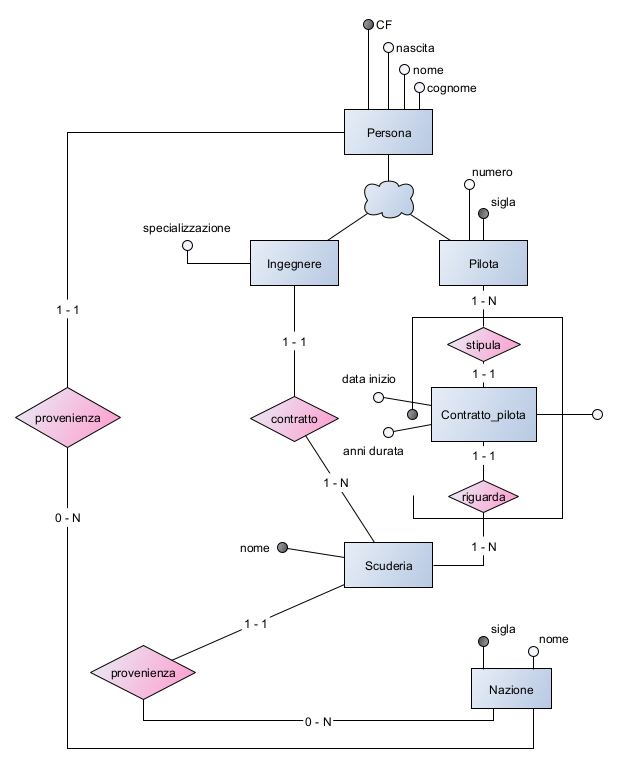 CF
nascita
nome
cognome
Persona
numero
sigla
specializzazione
Ingegnere
Pilota
1 - N
1 - 1
1 - 1
stipula
1 - 1
data inizio
provenienza
contratto
Contratto_pilota
anni durata
1 - 1
1 - N
riguarda
0 - N
nome
1 - N
Scuderia
1 - 1
sigla
nome
provenienza
Nazione
0 - N